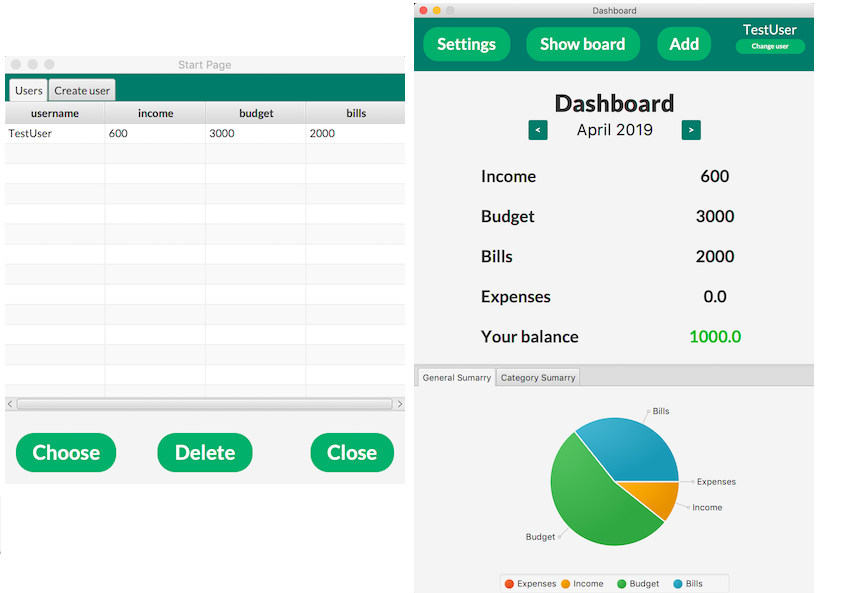 Start Page
Users Create user
username income budget bills
TestUser 600 3000 2000
Choose Delete Close
Dashboard
Settings Show board Add TestUser
Change user
Dashboard
< April 2019 >
Income 600
Budget 3000
Bills 2000
Expenses 0.0
Your balance 1000.0
General Sumarry Category Sumarry
Bills
Expenses
Income
Budget
Expenses Income Budget Bills